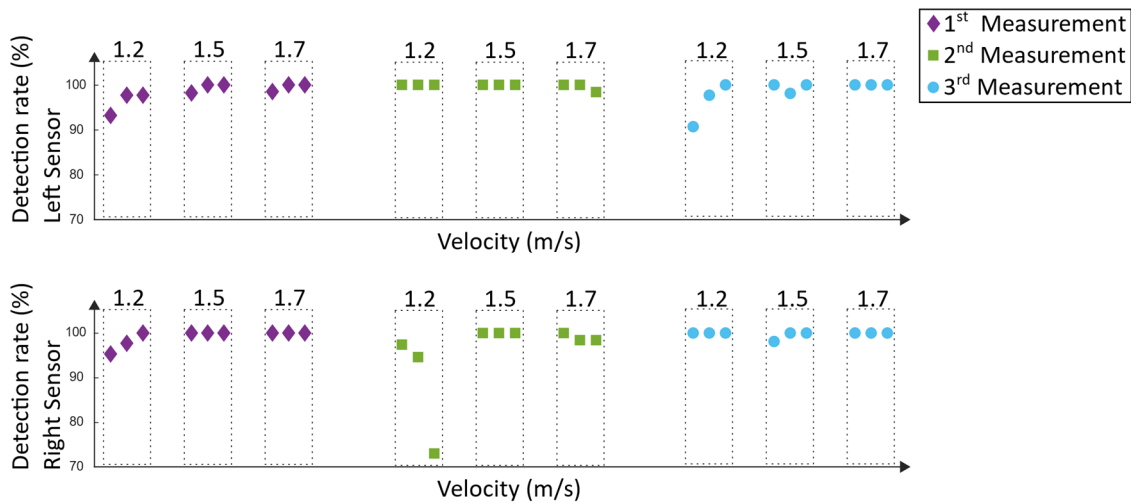 1st Measurement
2nd Measurement
3rd Measurement
Detection rate (%)
Left Sensor
1.2 1.5 1.7 1.2 1.5 1.7 1.2 1.5 1.7
100
90
80
70
Velocity (m/s)
Detection rate (%)
Right Sensor
1.2 1.5 1.7 1.2 1.5 1.7 1.2 1.5 1.7
100
90
80
70
Velocity (m/s)